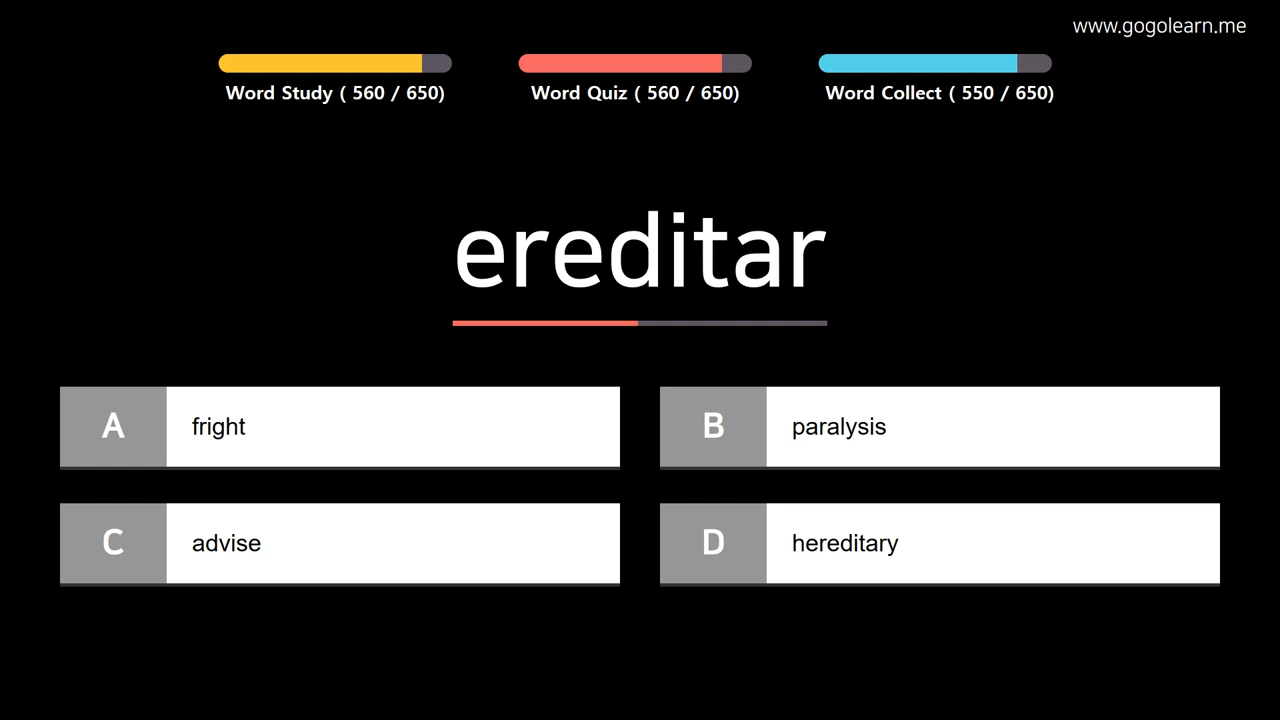 www.gogolearn.me
Word Study ( 560 / 650)
Word Quiz ( 560 / 650)
Word Collect ( 550 / 650)
ereditar
A fright
B paralysis
C advise
D hereditary